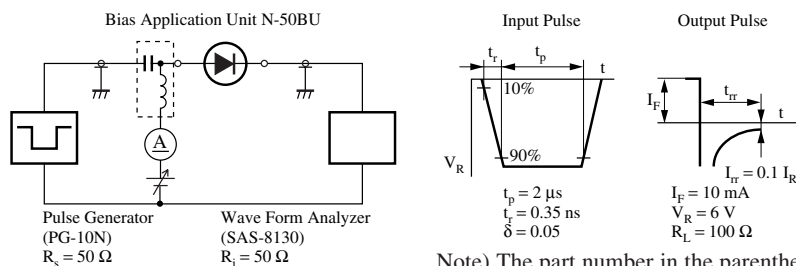 Bias Application Unit N-50BU
A
Pulse Generator
(PG-10N)
R_s = 50 Ω
Wave Form Analyzer
(SAS-8130)
R_i = 50 Ω
Input Pulse
t_r t_p t
10%
90%
V_R
t_p = 2 µs
t_r = 0.35 ns
δ = 0.05
Output Pulse
I_F t_rr t
I_rr = 0.1 I_R
I_F = 10 mA
V_R = 6 V
R_L = 100 Ω
Note) The part number in the